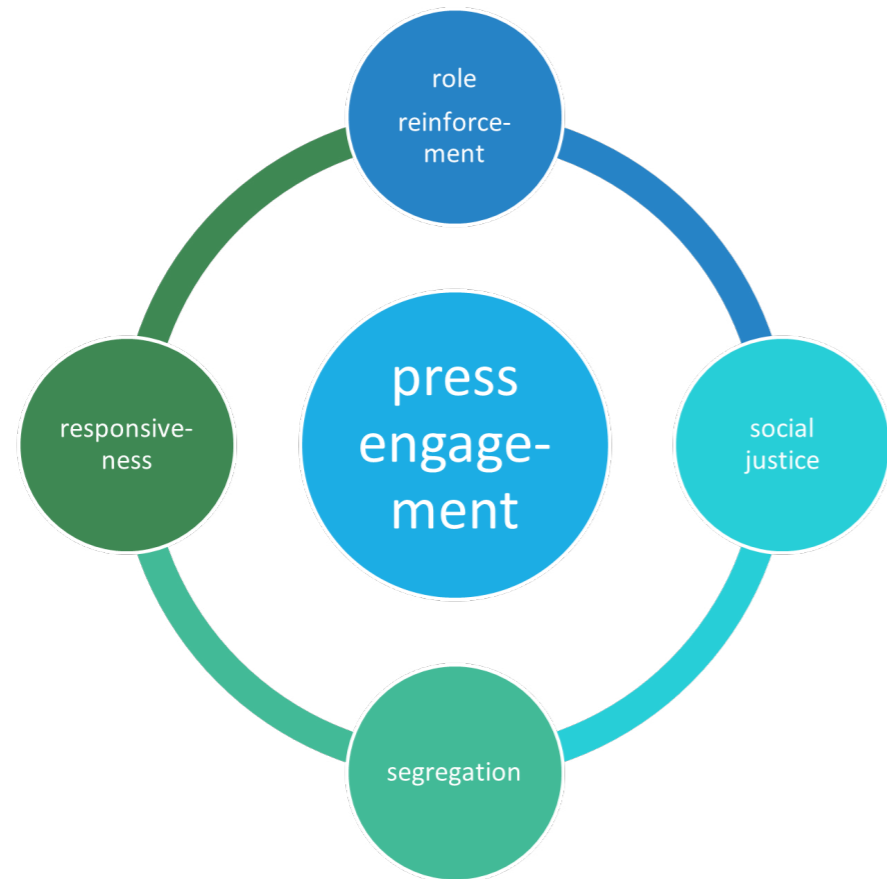 role
reinforce-
ment
press
engage-
ment
responsive-
ness
social
justice
segregation